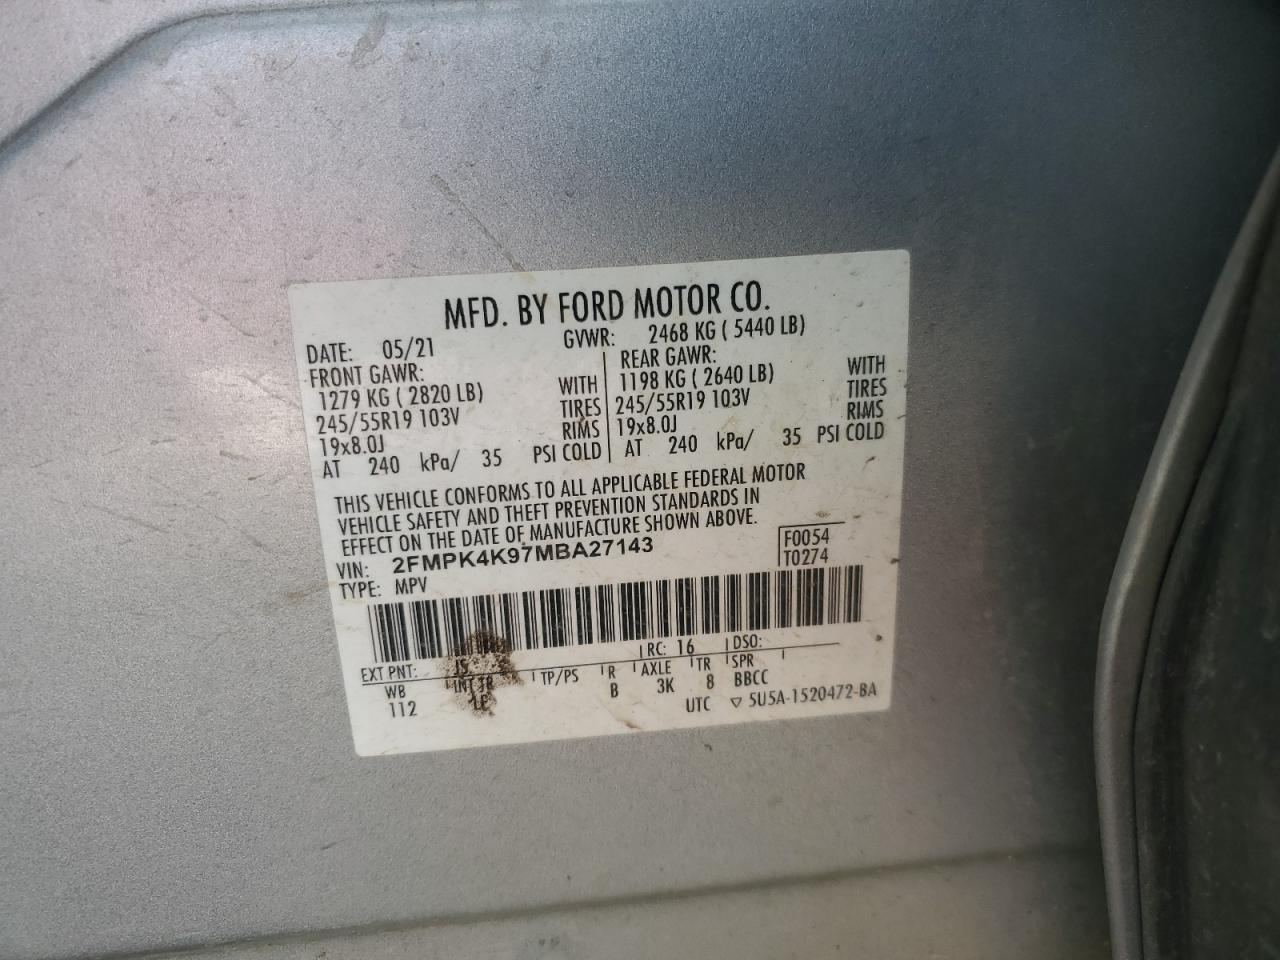 MFD. BY FORD MOTOR CO.
DATE: 05/21 GVWR: 2468 KG ( 5440 LB)
FRONT GAWR: REAR GAWR:
1279 KG ( 2820 LB) WITH 1198 KG ( 2640 LB) WITH
245/55R19 103V TIRES 245/55R19 103V TIRES
19x8.0J RIMS 19x8.0J RIMS
AT 240 kPa/ 35 PSI COLD AT 240 kPa/ 35 PSI COLD
THIS VEHICLE CONFORMS TO ALL APPLICABLE FEDERAL MOTOR
VEHICLE SAFETY AND THEFT PREVENTION STANDARDS IN
EFFECT ON THE DATE OF MANUFACTURE SHOWN ABOVE.
VIN: 2FMPK4K97MBA27143 F0054
TYPE: MPV T0274
EXT PNT: JS RC: 16 DSO:
WB INT TR TP/PS R AXLE TR SPR
112 LE B 3K 8 BBCC
UTC ▽ 5U5A-1520472-BA